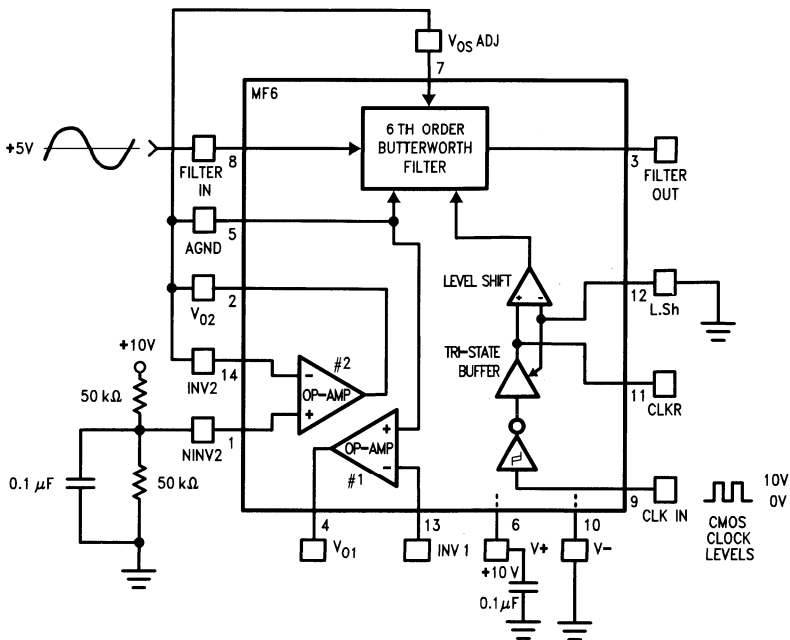 V_OS ADJ
7
MF6
6 TH ORDER
BUTTERWORTH
FILTER
+5V
FILTER
IN
8
3
FILTER
OUT
AGND
5
LEVEL SHIFT
+ -
12
L.Sh
V_O2
2
+10V
TRI-STATE
BUFFER
INV2
14
#2
OP-AMP
-
+
50 kΩ
11
CLKR
NINV2
1
+
OP-AMP
-
#1
0.1 μF
50 kΩ
9
CLK IN
10V
0V
CMOS
CLOCK
LEVELS
4
V_O1
13
INV 1
6
V+
+10 V
0.1 μF
10
V-